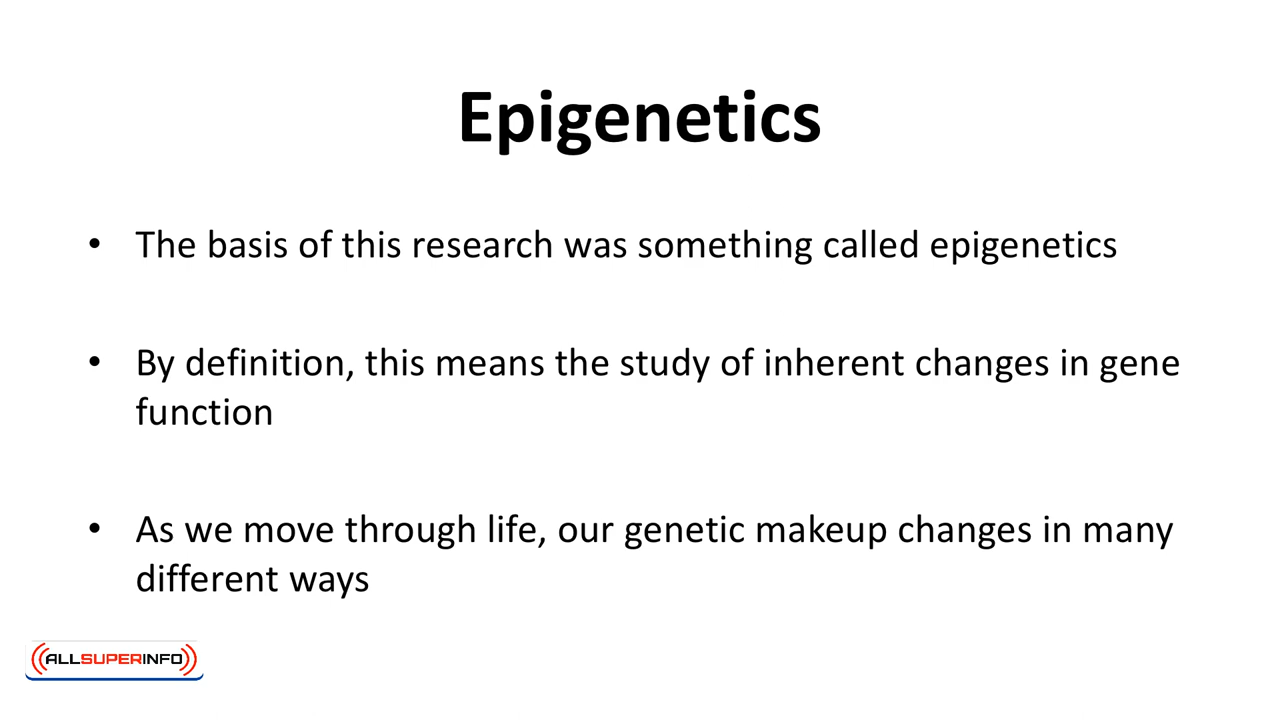 Epigenetics
• The basis of this research was something called epigenetics
• By definition, this means the study of inherent changes in gene
function
• As we move through life, our genetic makeup changes in many
different ways
ALLSUPERINFO